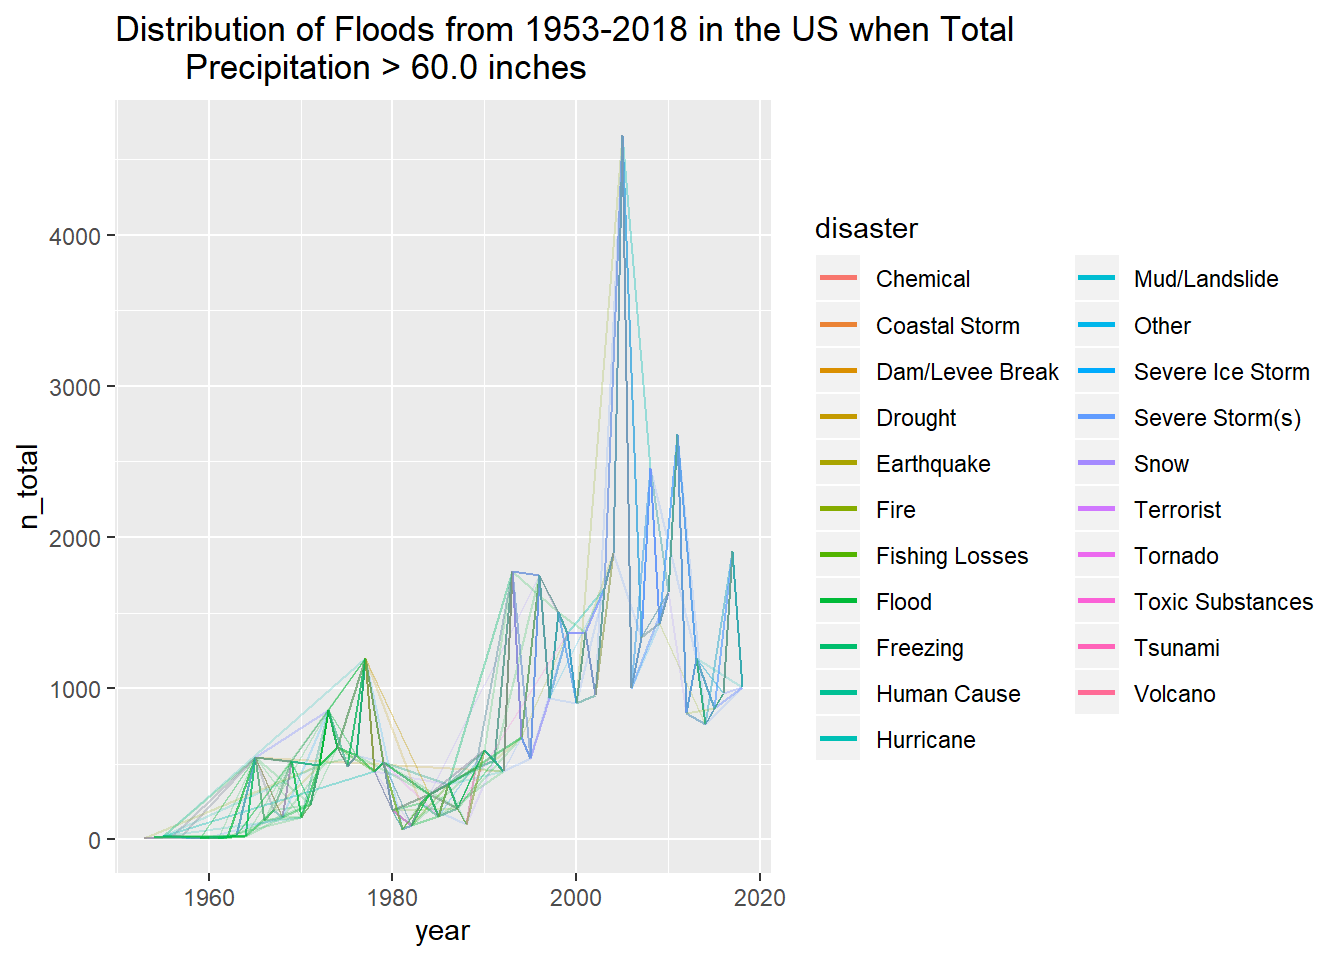 Distribution of Floods from 1953-2018 in the US when Total
Precipitation > 60.0 inches
n_total
4000
3000
2000
1000
0
1960
1980
2000
2020
year
disaster
Chemical
Coastal Storm
Dam/Levee Break
Drought
Earthquake
Fire
Fishing Losses
Flood
Freezing
Human Cause
Hurricane
Mud/Landslide
Other
Severe Ice Storm
Severe Storm(s)
Snow
Terrorist
Tornado
Toxic Substances
Tsunami
Volcano